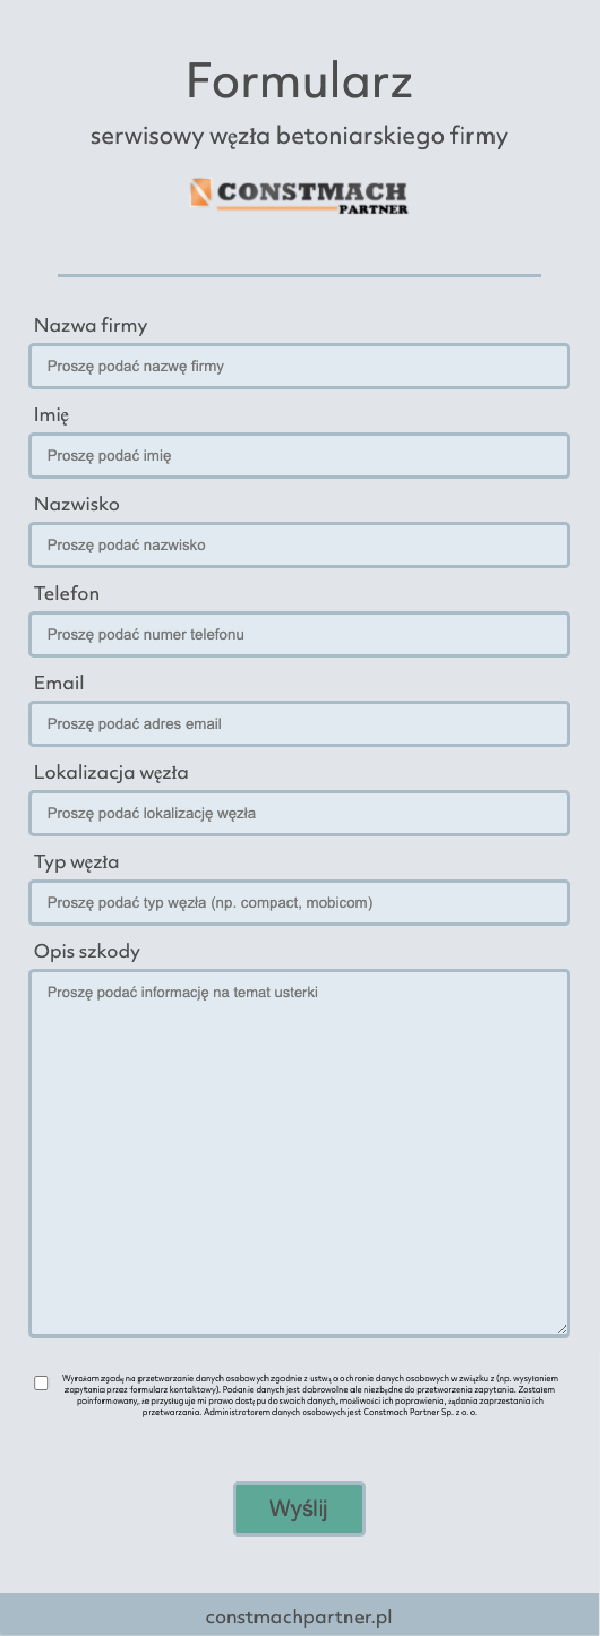 Formularz
serwisowy węzła betoniarskiego firmy
CONSTMACH
PARTNER
Nazwa firmy
Proszę podać nazwę firmy
Imię
Proszę podać imię
Nazwisko
Proszę podać nazwisko
Telefon
Proszę podać numer telefonu
Email
Proszę podać adres email
Lokalizacja węzła
Proszę podać lokalizację węzła
Typ węzła
Proszę podać typ węzła (np. compact, mobicom)
Opis szkody
Proszę podać informację na temat usterki
Wyrażam zgodę na przetwarzanie danych osobowych zgodnie z ustwą o ochronie danych osobowych w związku z (np. wysyłaniem
zapytania przez formularz kontaktowy). Podanie danych jest dobrowolne ale niezbędne do przetworzenia zapytania. Zostałem
poinformowany, że przysługuje mi prawo dostępu do swoich danych, możliwości ich poprawienia, żądania zaprzestania ich
przetwarzania. Administratorem danych osobowych jest Constmach Partner Sp. z o. o.
Wyślij
constmachpartner.pl